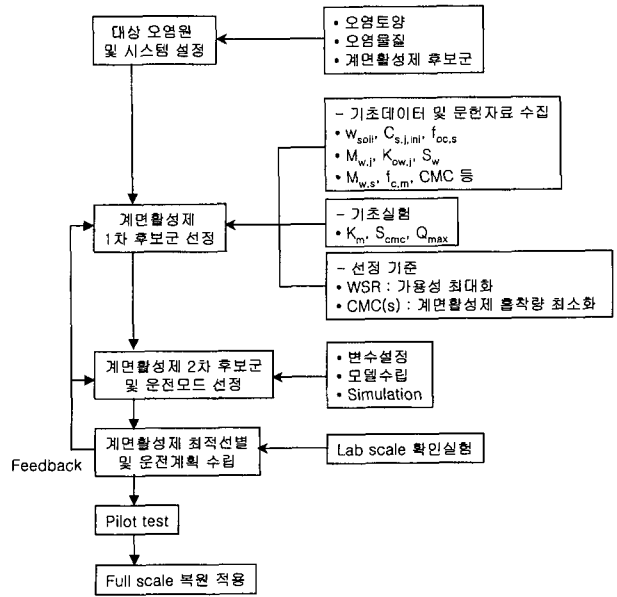 대상 오염원
및 시스템 설정
• 오염토양
• 오염물질
• 계면활성제 후보군
– 기초데이터 및 문헌자료 수집
• w_soil, C_s,j,ini, f_oc,s
• M_w,j, K_ow,j, S_w
• M_w,s, f_c,m, CMC 등
계면활성제
1차 후보군 선정
– 기초실험
• K_m, S_cmc, Q_max
– 선정 기준
• WSR : 가용성 최대화
• CMC(s) : 계면활성제 흡착량 최소화
계면활성제 2차 후보군
및 운전모드 선정
• 변수설정
• 모델수립
• Simulation
계면활성제 최적선별
및 운전계획 수립
Lab scale 확인실험
Feedback
Pilot test
Full scale 복원 적용